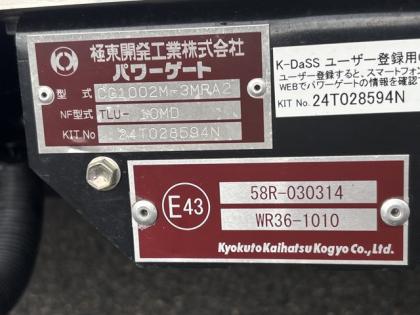 極東開発工業株式会社
パワーゲート
型 式 CG1002M-3MRA2
NF型式 TLU- 10MD
KIT No 24T028594N
K-DaSS ユーザー登録用
ユーザー登録すると、スマートフォン
WEBでパワーゲートの情報を確認
KIT No. 24T028594N
E43
58R-030314
WR36-1010
Kyokuto Kaihatsu Kogyo Co., Ltd.